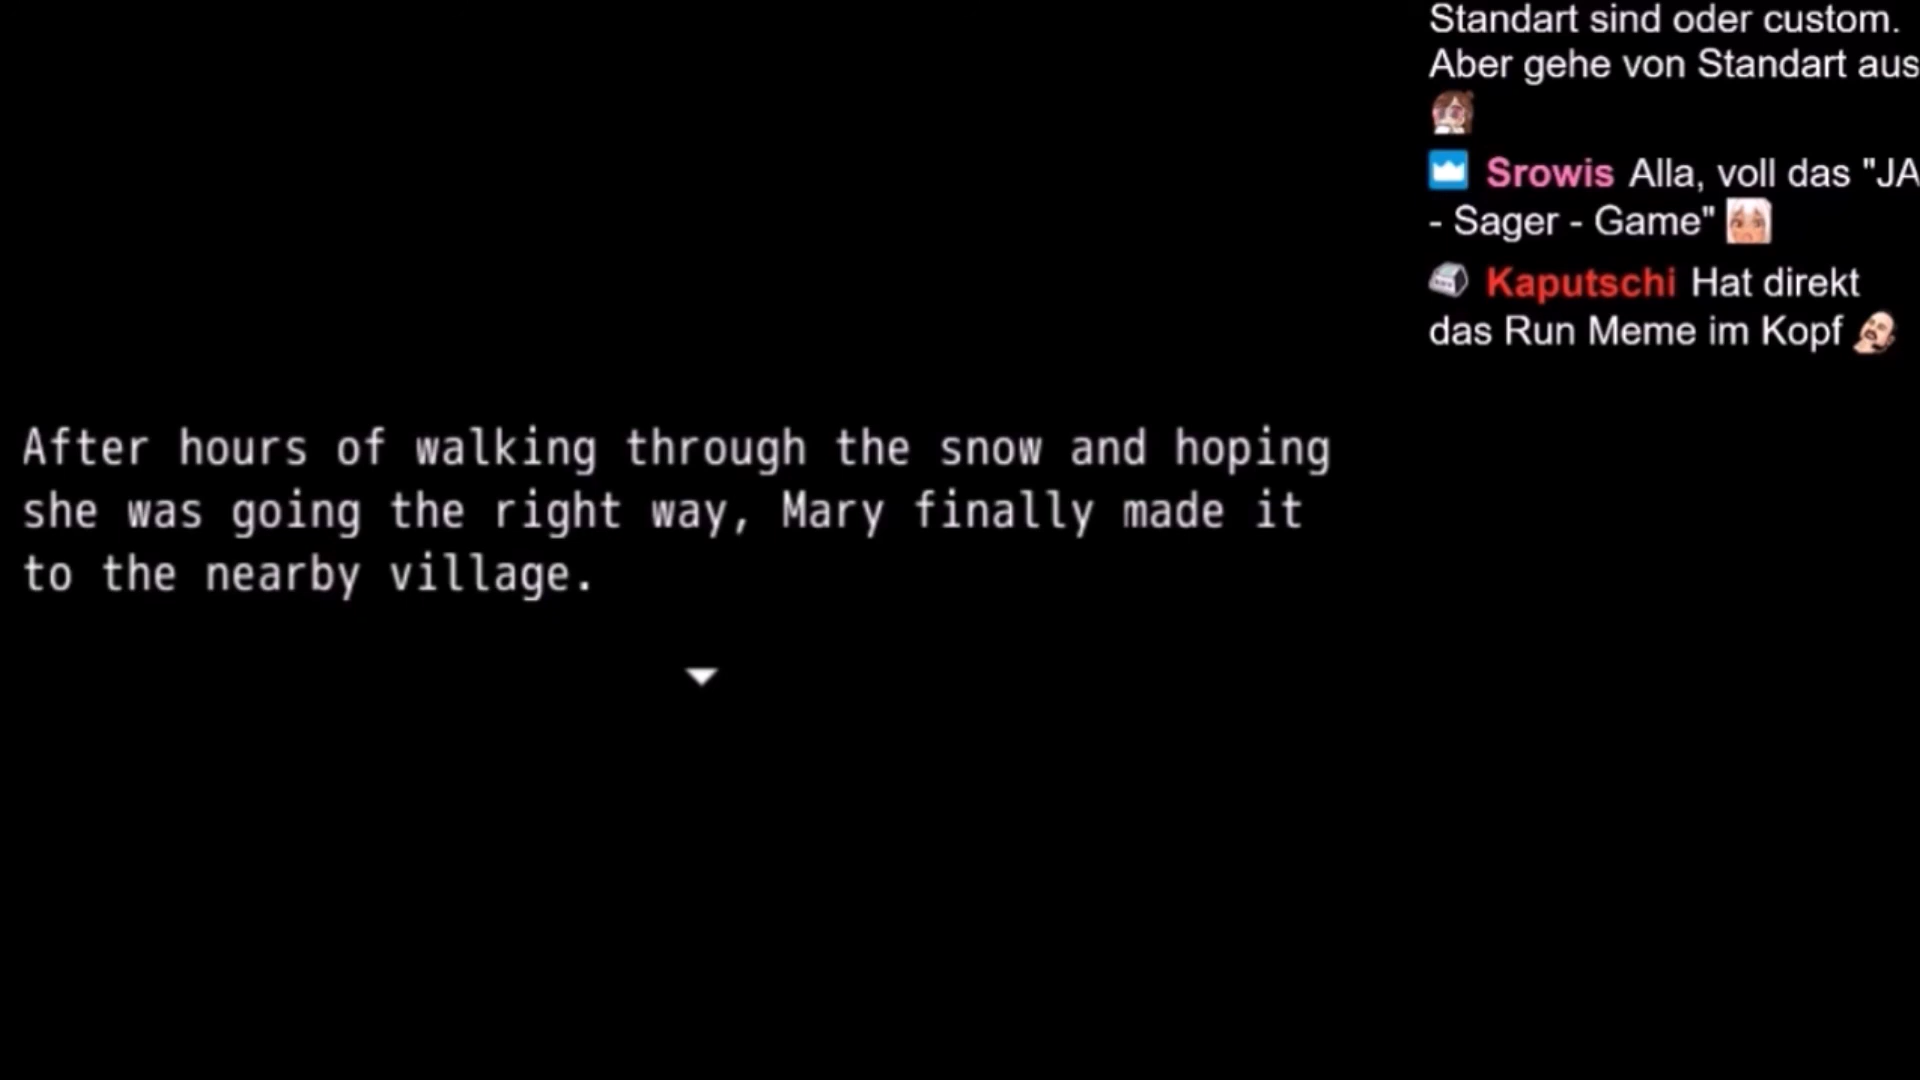 After hours of walking through the snow and hoping
she was going the right way, Mary finally made it
to the nearby village.
Standart sind oder custom.
Aber gehe von Standart aus
Srowis Alla, voll das "JA
- Sager - Game"
Kaputschi Hat direkt
das Run Meme im Kopf